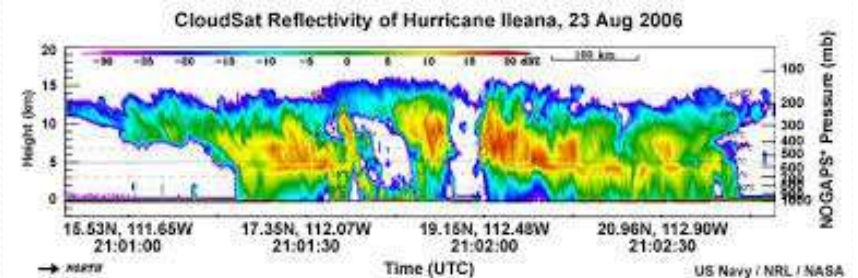 CloudSat Reflectivity of Hurricane Ileana, 23 Aug 2006
20
15
10
5
0
Height (km)
-30 -25 -20 -15 -10 -5 0 5 10 15 20 dBZ
100 km
100
200
300
400
500
1000
NOGAPS* Pressure (mb)
15.53N, 111.65W 17.35N, 112.07W 19.15N, 112.48W 20.96N, 112.90W
21:01:00 21:01:30 21:02:00 21:02:30
→ NORTH
Time (UTC)
US Navy / NRL / NASA